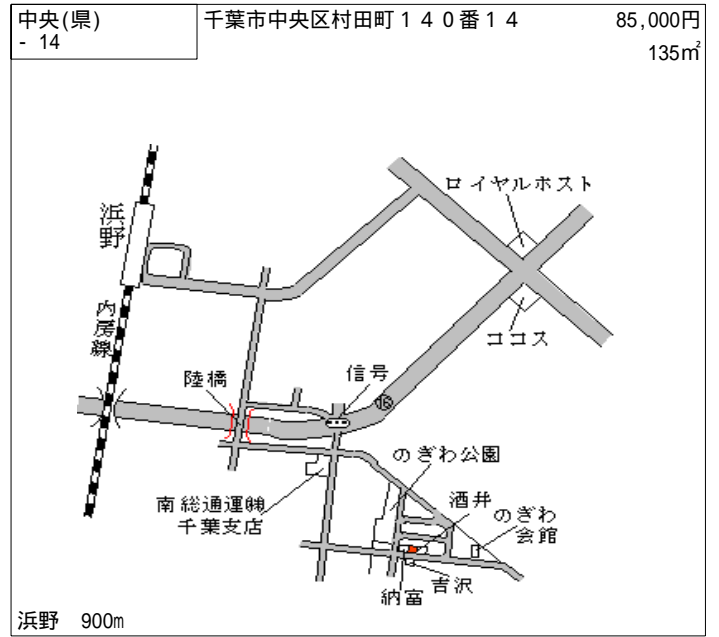 中央(県)
- 14
千葉市中央区村田町１４０番１４
85,000円
135㎡
ロイヤルホスト
浜野
内房線
ココス
陸橋
信号
⑯
のぎわ公園
南総通運㈱
千葉支店
酒井
のぎわ
会館
吉沢
納富
浜野 900m